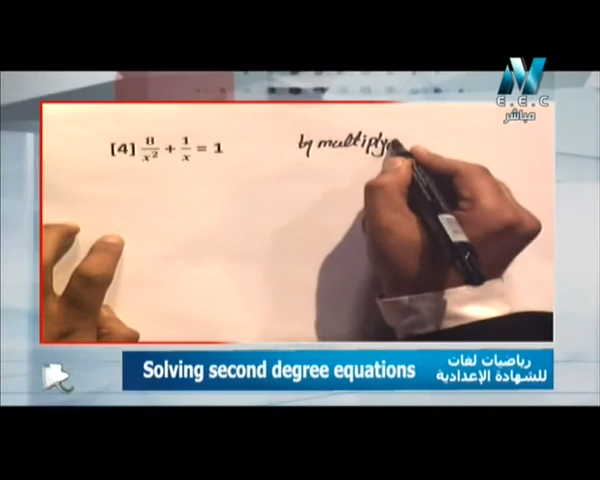 E.E.C
مباشر
[4] 8/x² + 1/x = 1
by multiply
Solving second degree equations
رياضيات لغات
للشهادة الإعدادية